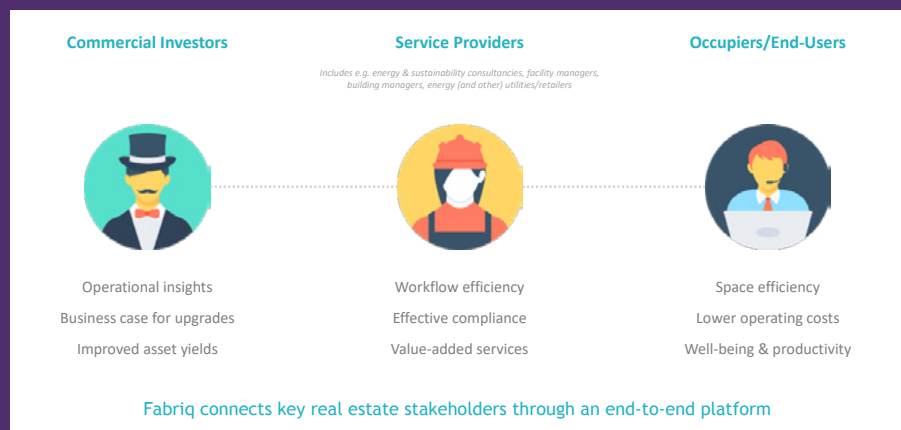 Commercial Investors
Service Providers
Occupiers/End-Users
Includes e.g. energy & sustainability consultancies, facility managers,
building managers, energy (and other) utilities/retailers
Operational insights
Business case for upgrades
Improved asset yields
Workflow efficiency
Effective compliance
Value-added services
Space efficiency
Lower operating costs
Well-being & productivity
Fabriq connects key real estate stakeholders through an end-to-end platform